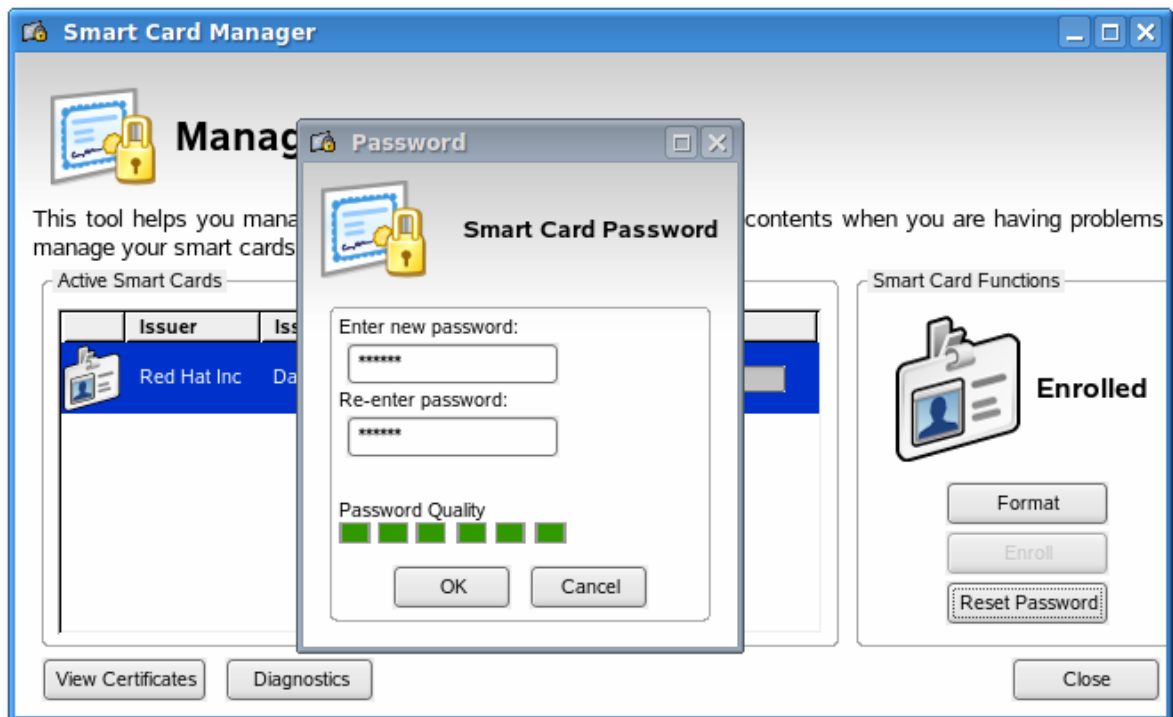 Smart Card Manager
Manag
Password
Smart Card Password
This tool helps you mana
contents when you are having problems
manage your smart cards
Active Smart Cards
Smart Card Functions
Issuer
Iss
Red Hat Inc
Da
Enter new password:
******
Re-enter password:
******
Password Quality
OK
Cancel
Enrolled
Format
Enroll
Reset Password
View Certificates
Diagnostics
Close